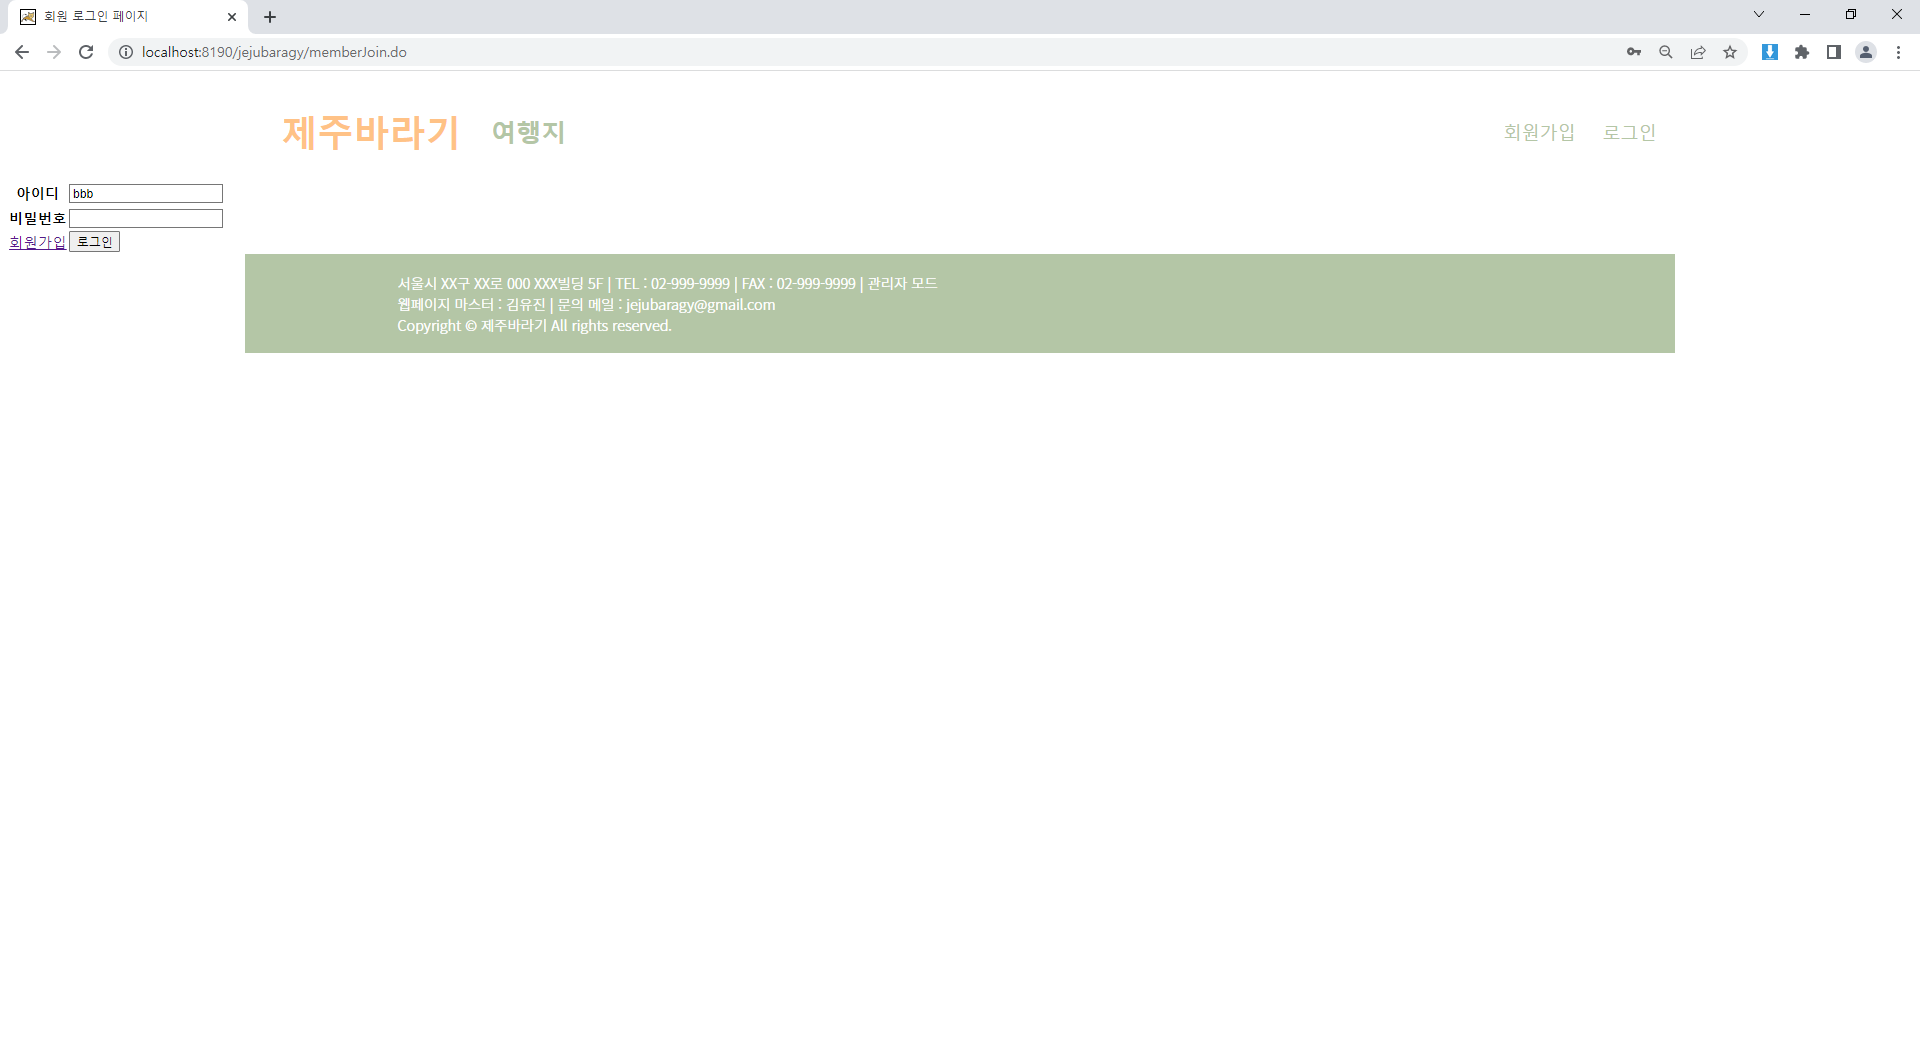 회원 로그인 페이지
localhost:8190/jejubaragy/memberJoin.do
제주바라기 여행지 회원가입 로그인
아이디 bbb
비밀번호
회원가입 로그인
서울시 XX구 XX로 000 XXX빌딩 5F | TEL : 02-999-9999 | FAX : 02-999-9999 | 관리자 모드
웹페이지 마스터 : 김유진 | 문의 메일 : jejubaragy@gmail.com
Copyright © 제주바라기 All rights reserved.